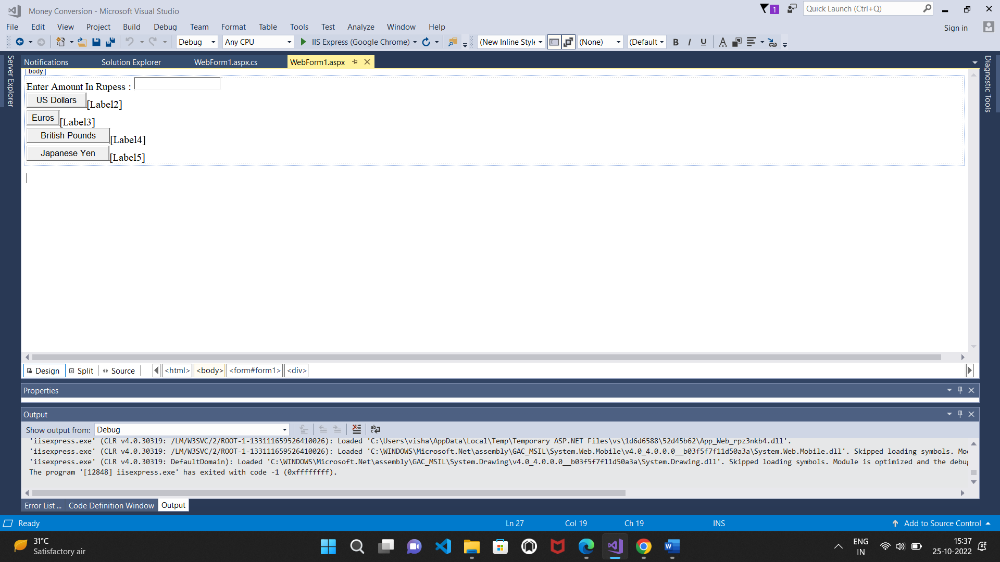 Money Conversion - Microsoft Visual Studio
1
Quick Launch (Ctrl+Q)
File Edit View Project Build Debug Team Format Table Tools Test Analyze Window Help
Sign in
Debug Any CPU IIS Express (Google Chrome) (New Inline Style (None) (Default B I U
Server Explorer
Notifications Solution Explorer WebForm1.aspx.cs WebForm1.aspx
Diagnostic Tools
body
Enter Amount In Rupess :
US Dollars [Label2]
Euros [Label3]
British Pounds [Label4]
Japanese Yen [Label5]
Design Split Source <html> <body> <form#form1> <div>
Properties
Output
Show output from: Debug
'iisexpress.exe' (CLR v4.0.30319: /LM/W3SVC/2/ROOT-1-133111659526410026): Loaded 'C:\Users\visha\AppData\Local\Temp\Temporary ASP.NET Files\vs\1d6d6588\52d45b62\App_Web_rpz3nkb4.dll'.
'iisexpress.exe' (CLR v4.0.30319: /LM/W3SVC/2/ROOT-1-133111659526410026): Loaded 'C:\WINDOWS\Microsoft.Net\assembly\GAC_MSIL\System.Web.Mobile\v4.0_4.0.0.0__b03f5f7f11d50a3a\System.Web.Mobile.dll'. Skipped loading symbols. Mod
'iisexpress.exe' (CLR v4.0.30319: DefaultDomain): Loaded 'C:\WINDOWS\Microsoft.Net\assembly\GAC_MSIL\System.Drawing\v4.0_4.0.0.0__b03f5f7f11d50a3a\System.Drawing.dll'. Skipped loading symbols. Module is optimized and the debug
The program '[12848] iisexpress.exe' has exited with code -1 (0xffffffff).
Error List ... Code Definition Window Output
Ready Ln 27 Col 19 Ch 19 INS Add to Source Control
31°C
Satisfactory air
ENG
IN
15:37
25-10-2022